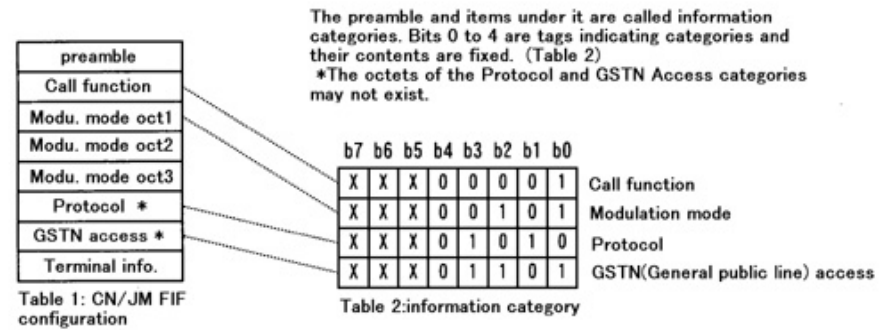 The preamble and items under it are called information
categories. Bits 0 to 4 are tags indicating categories and
their contents are fixed. (Table 2)
*The octets of the Protocol and GSTN Access categories
may not exist.
preamble
Call function
Modu. mode oct1
Modu. mode oct2
Modu. mode oct3
Protocol *
GSTN access *
Terminal info.
Table 1: CN/JM FIF
configuration
b7 b6 b5 b4 b3 b2 b1 b0
X X X 0 0 0 0 1 Call function
X X X 0 0 1 0 1 Modulation mode
X X X 0 1 0 1 0 Protocol
X X X 0 1 1 0 1 GSTN(General public line) access
Table 2:information category